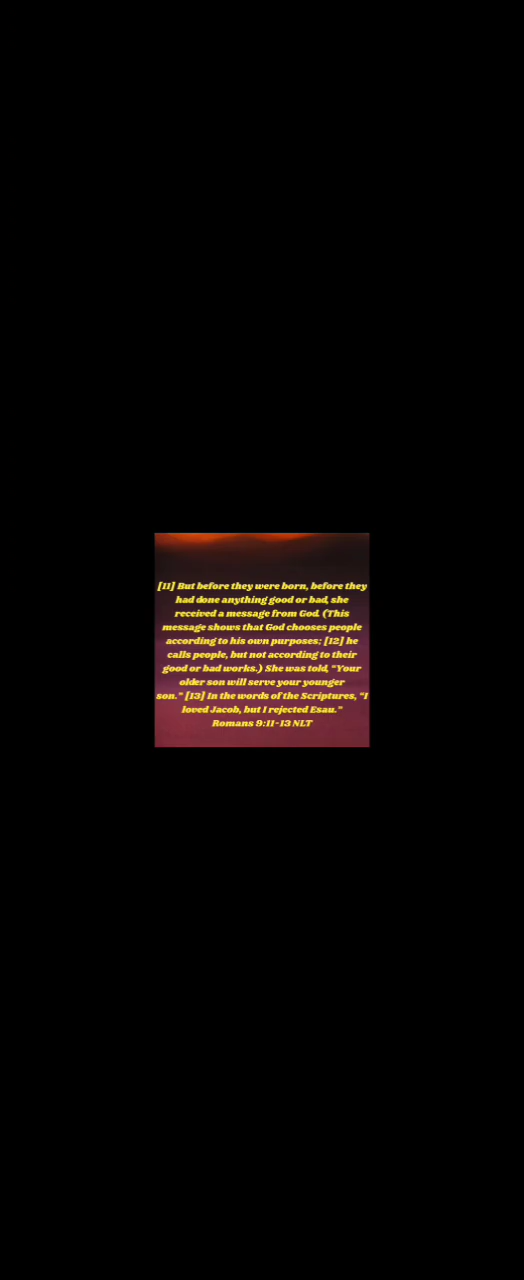 [11] But before they were born, before they
had done anything good or bad, she
received a message from God. (This
message shows that God chooses people
according to his own purposes; [12] he
calls people, but not according to their
good or bad works.) She was told, "Your
older son will serve your younger
son." [13] In the words of the Scriptures, "I
loved Jacob, but I rejected Esau."
Romans 9:11-13 NLT